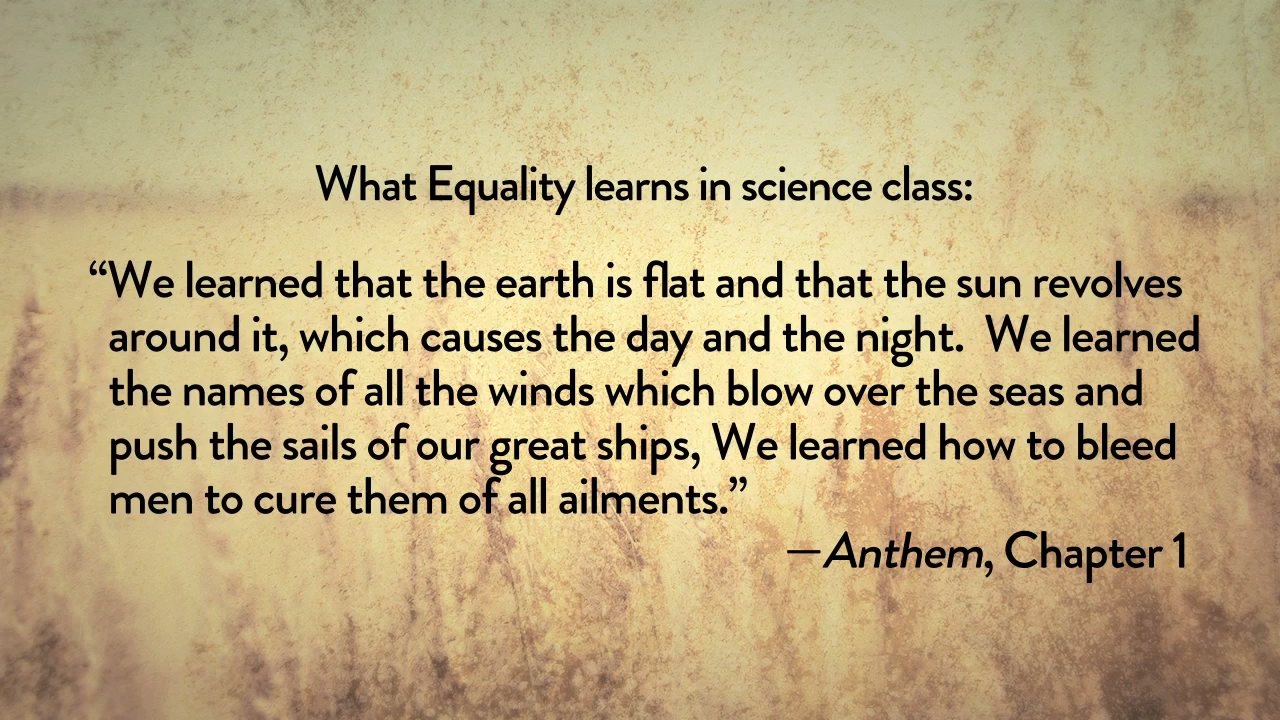 What Equality learns in science class:
“We learned that the earth is flat and that the sun revolves
around it, which causes the day and the night.  We learned
the names of all the winds which blow over the seas and
push the sails of our great ships, We learned how to bleed
men to cure them of all ailments.”
—Anthem, Chapter 1